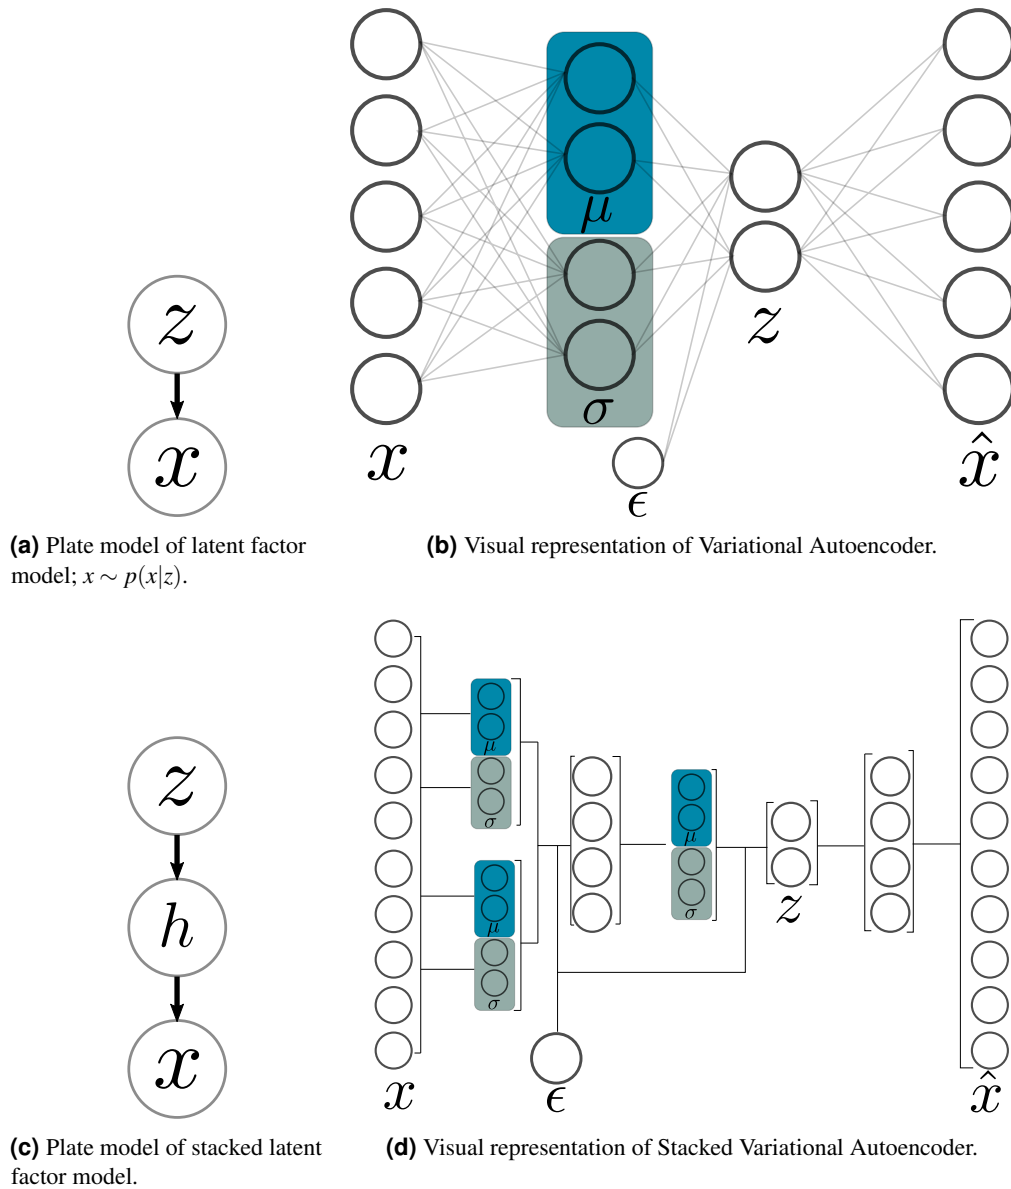 z
x
μ
σ
x
ϵ
z
x̂
(a) Plate model of latent factor
model; x ∼ p(x|z).
(b) Visual representation of Variational Autoencoder.
z
h
x
μ
σ
μ
σ
μ
σ
z
x
ϵ
x̂
(c) Plate model of stacked latent
factor model.
(d) Visual representation of Stacked Variational Autoencoder.